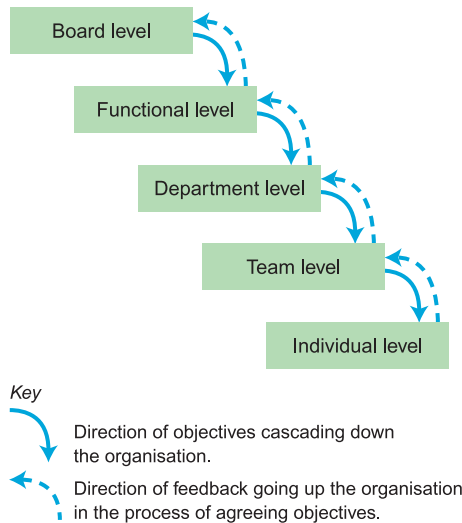 Board level
Functional level
Department level
Team level
Individual level
Key
Direction of objectives cascading down
the organisation.
Direction of feedback going up the organisation
in the process of agreeing objectives.